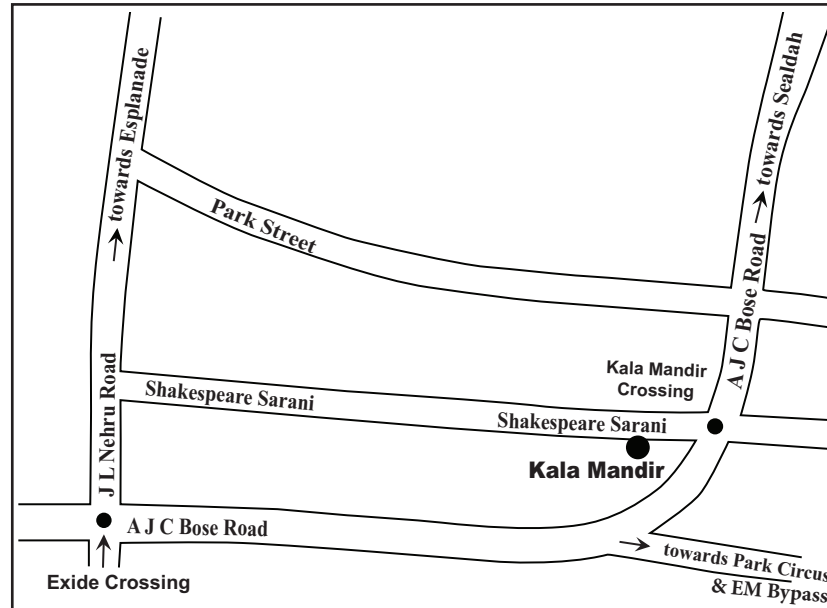 towards Esplanade
towards Sealdah
Park Street
A J C Bose Road
Kala Mandir
Crossing
J L Nehru Road
Shakespeare Sarani
Shakespeare Sarani
Kala Mandir
A J C Bose Road
towards Park Circus
& EM Bypass
Exide Crossing